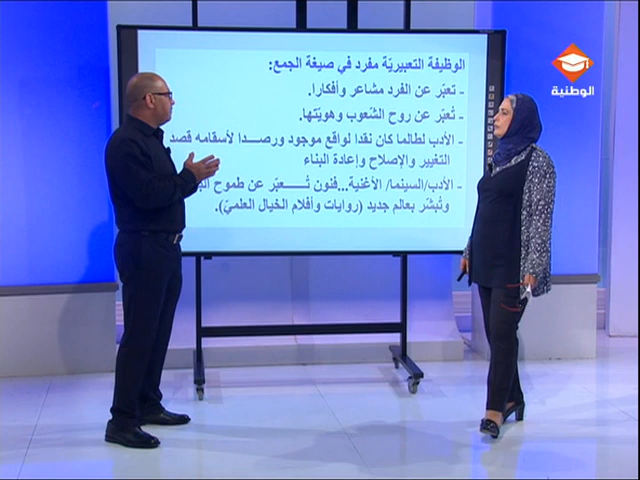 الوظيفة التعبيريّة مفرد في صيغة الجمع:
- تعبّر عن الفرد مشاعر وأفكارا.
- تُعبّر عن روح الشّعوب وهويّتها.
- الأدب لطالما كان نقدا لواقع موجود ورصدا لأسقامه قصد
التغيير والإصلاح وإعادة البناء
- الأدب/السينما/ الأغنية...فنون تُعبّر عن طموح
وتُبشّر بعالم جديد (روايات وأفلام الخيال العلميّ).
الوطنية